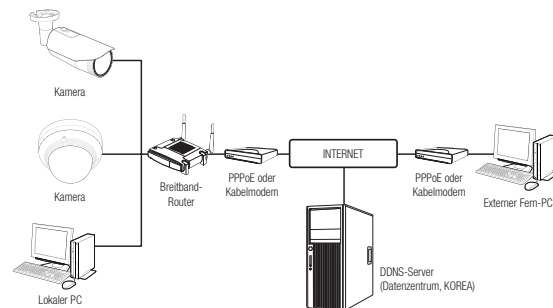 Kamera
Kamera
Lokaler PC
Breitband-
Router
PPPoE oder
Kabelmodem
INTERNET
DDNS-Server
(Datenzentrum, KOREA)
PPPoE oder
Kabelmodem
Externer Fern-PC